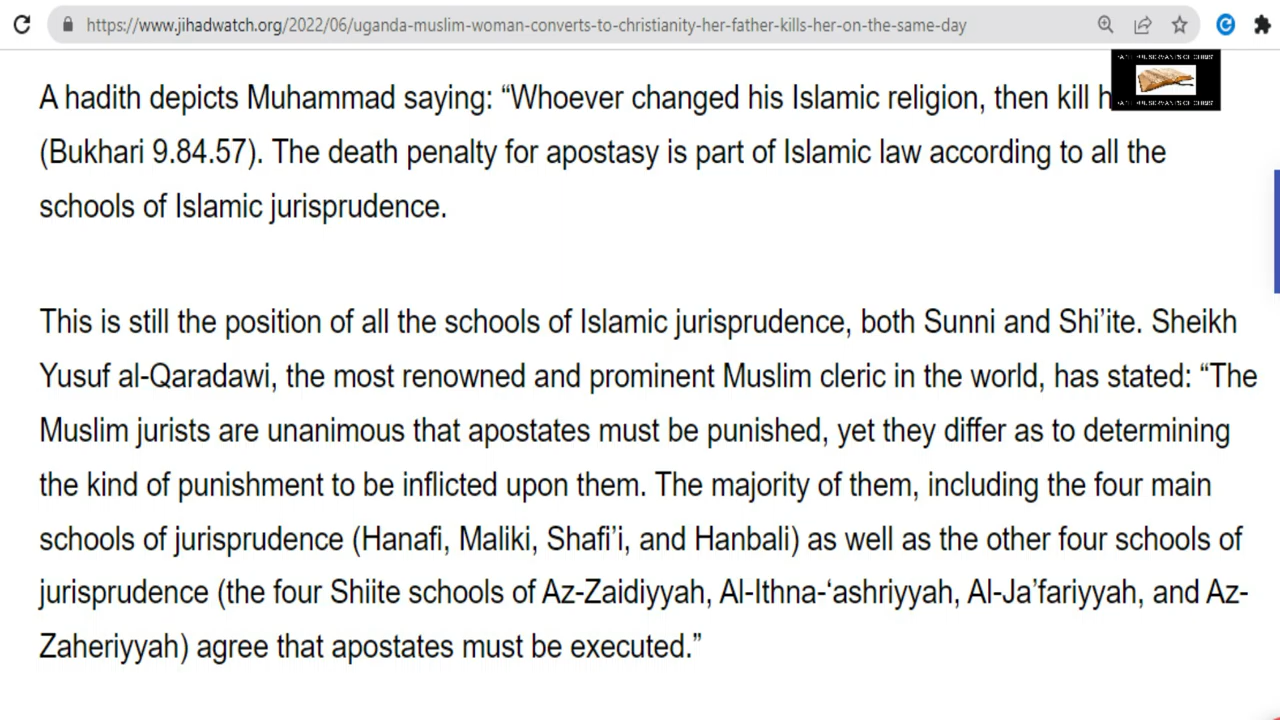 https://www.jihadwatch.org/2022/06/uganda-muslim-woman-converts-to-christianity-her-father-kills-her-on-the-same-day
A hadith depicts Muhammad saying: “Whoever changed his Islamic religion, then kill
(Bukhari 9.84.57). The death penalty for apostasy is part of Islamic law according to all the
schools of Islamic jurisprudence.
This is still the position of all the schools of Islamic jurisprudence, both Sunni and Shi’ite. Sheikh
Yusuf al-Qaradawi, the most renowned and prominent Muslim cleric in the world, has stated: “The
Muslim jurists are unanimous that apostates must be punished, yet they differ as to determining
the kind of punishment to be inflicted upon them. The majority of them, including the four main
schools of jurisprudence (Hanafi, Maliki, Shafi’i, and Hanbali) as well as the other four schools of
jurisprudence (the four Shiite schools of Az-Zaidiyyah, Al-Ithna-‘ashriyyah, Al-Ja’fariyyah, and Az-
Zaheriyyah) agree that apostates must be executed.”